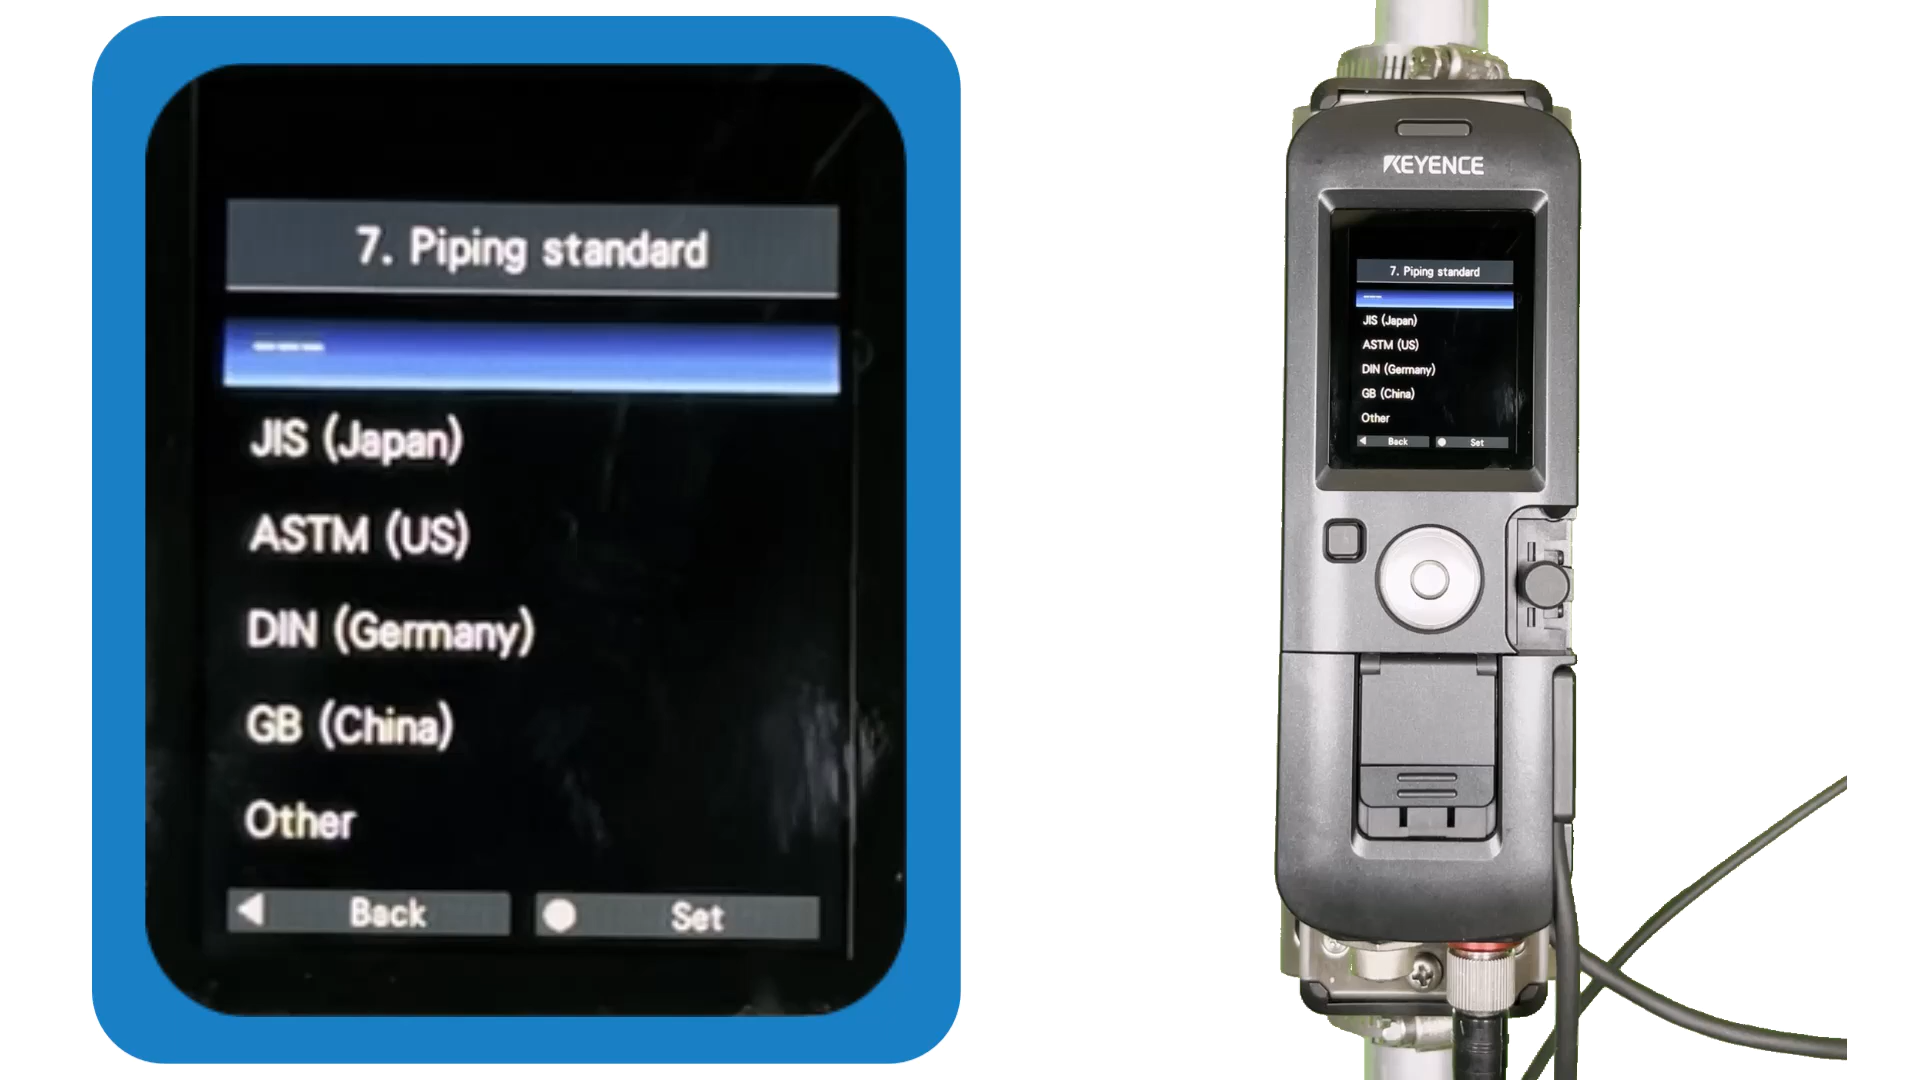 7. Piping standard
---
JIS (Japan)
ASTM (US)
DIN (Germany)
GB (China)
Other
Back
Set
KEYENCE
7. Piping standard
---
JIS (Japan)
ASTM (US)
DIN (Germany)
GB (China)
Other
Back
Set